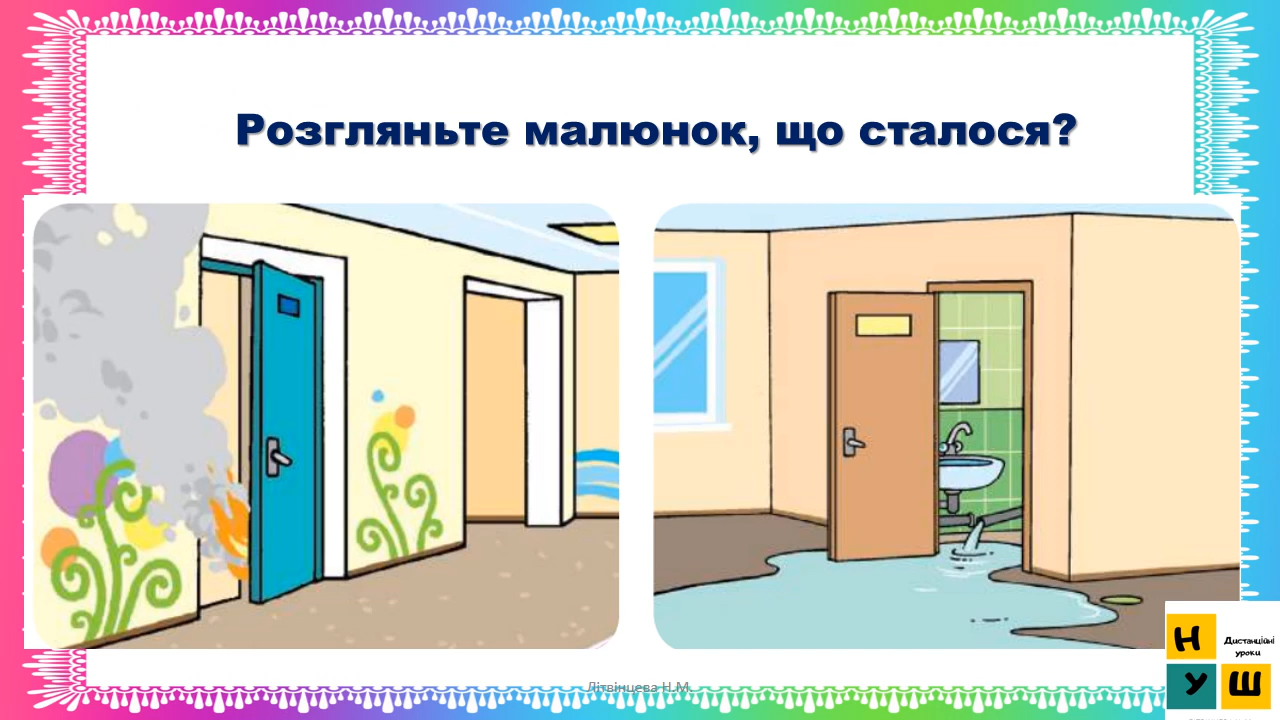 Розгляньте малюнок, що сталося?
Н
Дистанційні
уроки
У Ш
Літвінцева Н.М.